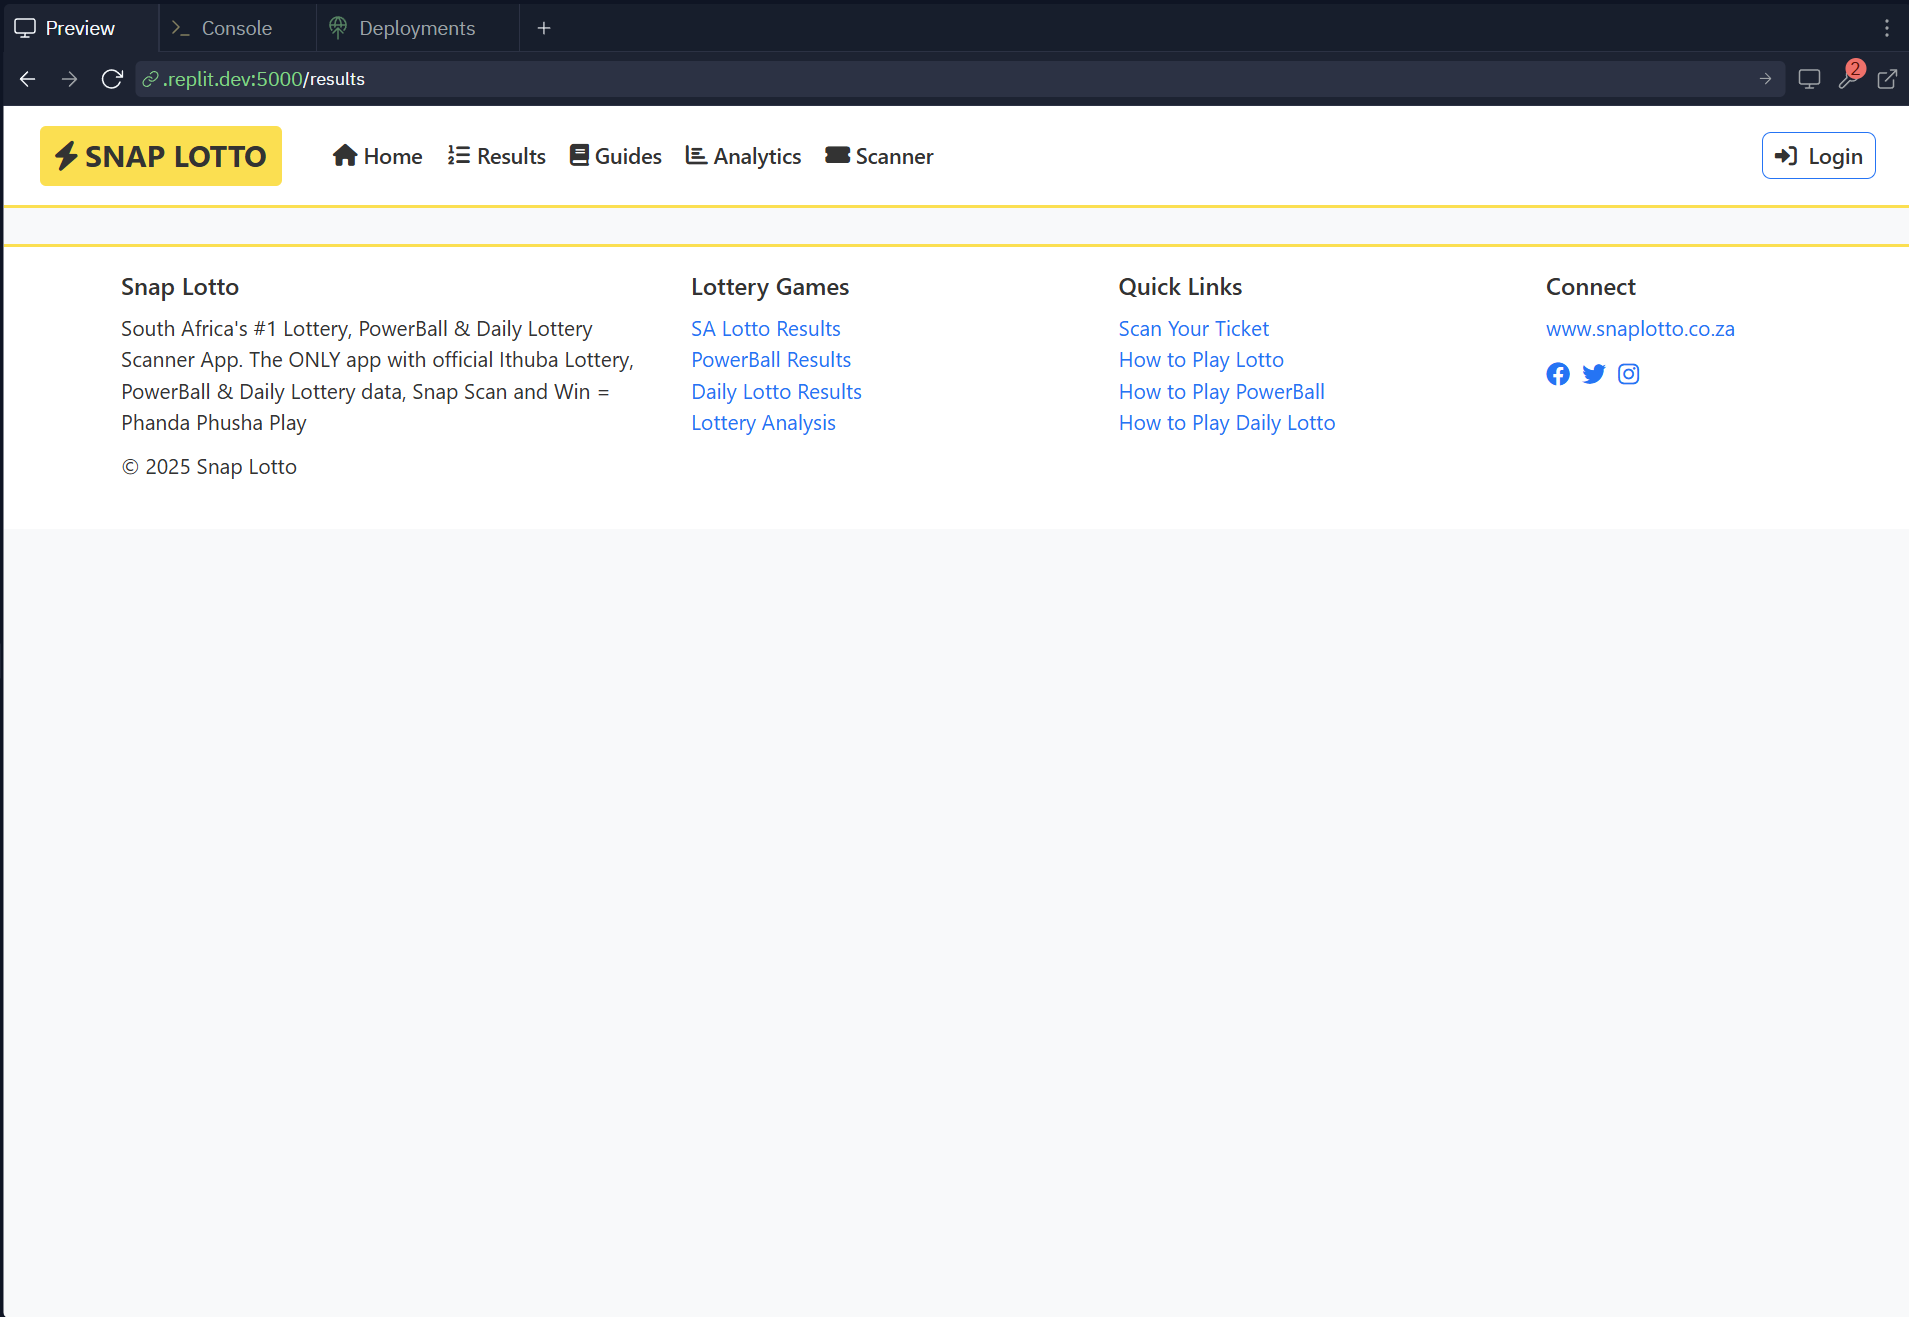 Preview
Console
Deployments
.replit.dev:5000/results
2
SNAP LOTTO
Home
Results
Guides
Analytics
Scanner
Login
Snap Lotto
South Africa's #1 Lottery, PowerBall & Daily Lottery
Scanner App. The ONLY app with official Ithuba Lottery,
PowerBall & Daily Lottery data, Snap Scan and Win =
Phanda Phusha Play
© 2025 Snap Lotto
Lottery Games
SA Lotto Results
PowerBall Results
Daily Lotto Results
Lottery Analysis
Quick Links
Scan Your Ticket
How to Play Lotto
How to Play PowerBall
How to Play Daily Lotto
Connect
www.snaplotto.co.za